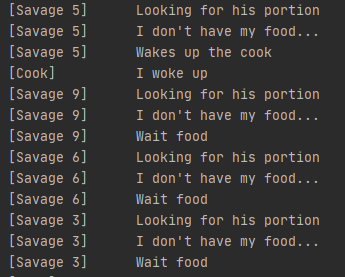 [Savage 5] Looking for his portion
[Savage 5] I don't have my food...
[Savage 5] Wakes up the cook
[Cook] I woke up
[Savage 9] Looking for his portion
[Savage 9] I don't have my food...
[Savage 9] Wait food
[Savage 6] Looking for his portion
[Savage 6] I don't have my food...
[Savage 6] Wait food
[Savage 3] Looking for his portion
[Savage 3] I don't have my food...
[Savage 3] Wait food